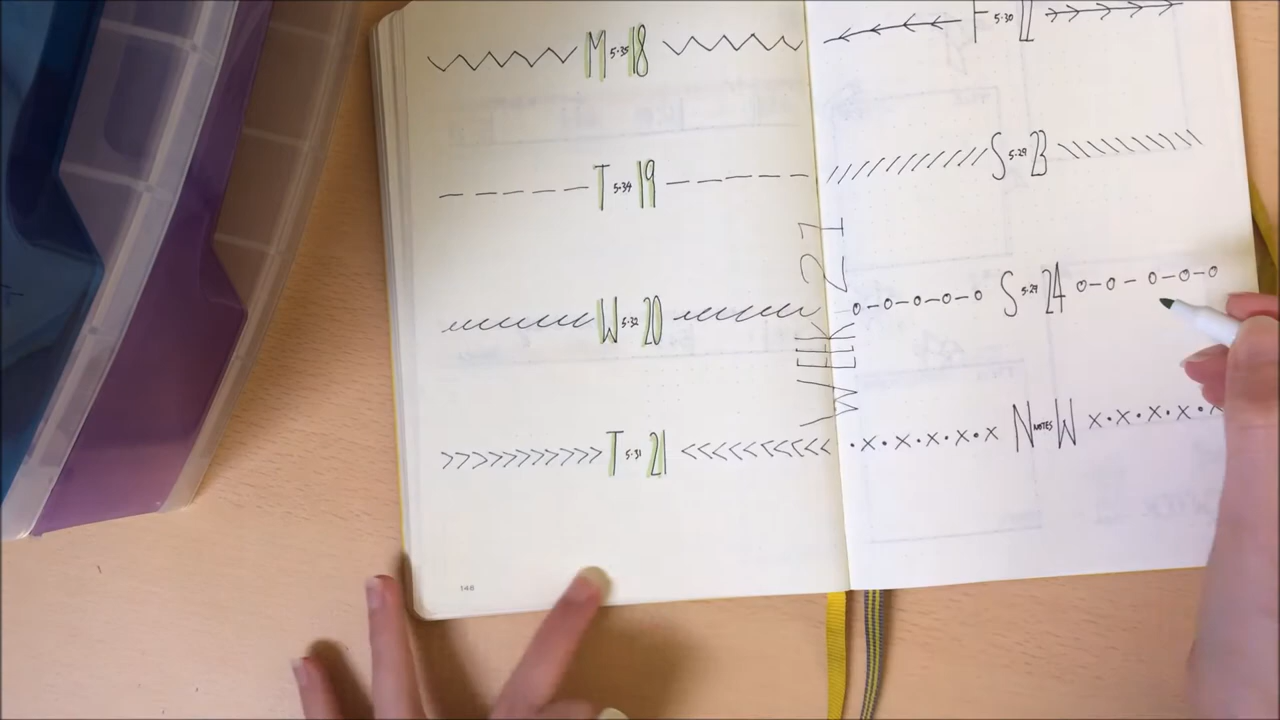 M 5·35 18
T 5·34 19
W 5·32 20
T 5·31 21
148
WEEK 21
F 5·30 22
S 5·29 23
S 5·29 24
N NOTES W